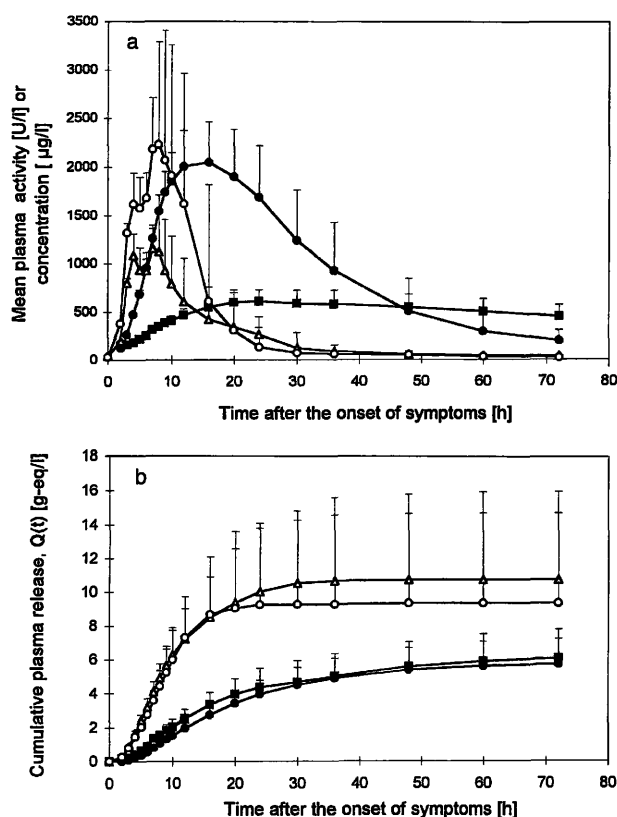 a
3500
3000
2500
2000
1500
1000
500
0
Mean plasma activity [U/l] or
concentration [ µg/l]
0 10 20 30 40 50 60 70 80
Time after the onset of symptoms [h]
b
18
16
14
12
10
8
6
4
2
0
Cumulative plasma release, Q(t) [g-eq/l]
0 10 20 30 40 50 60 70 80
Time after the onset of symptoms [h]